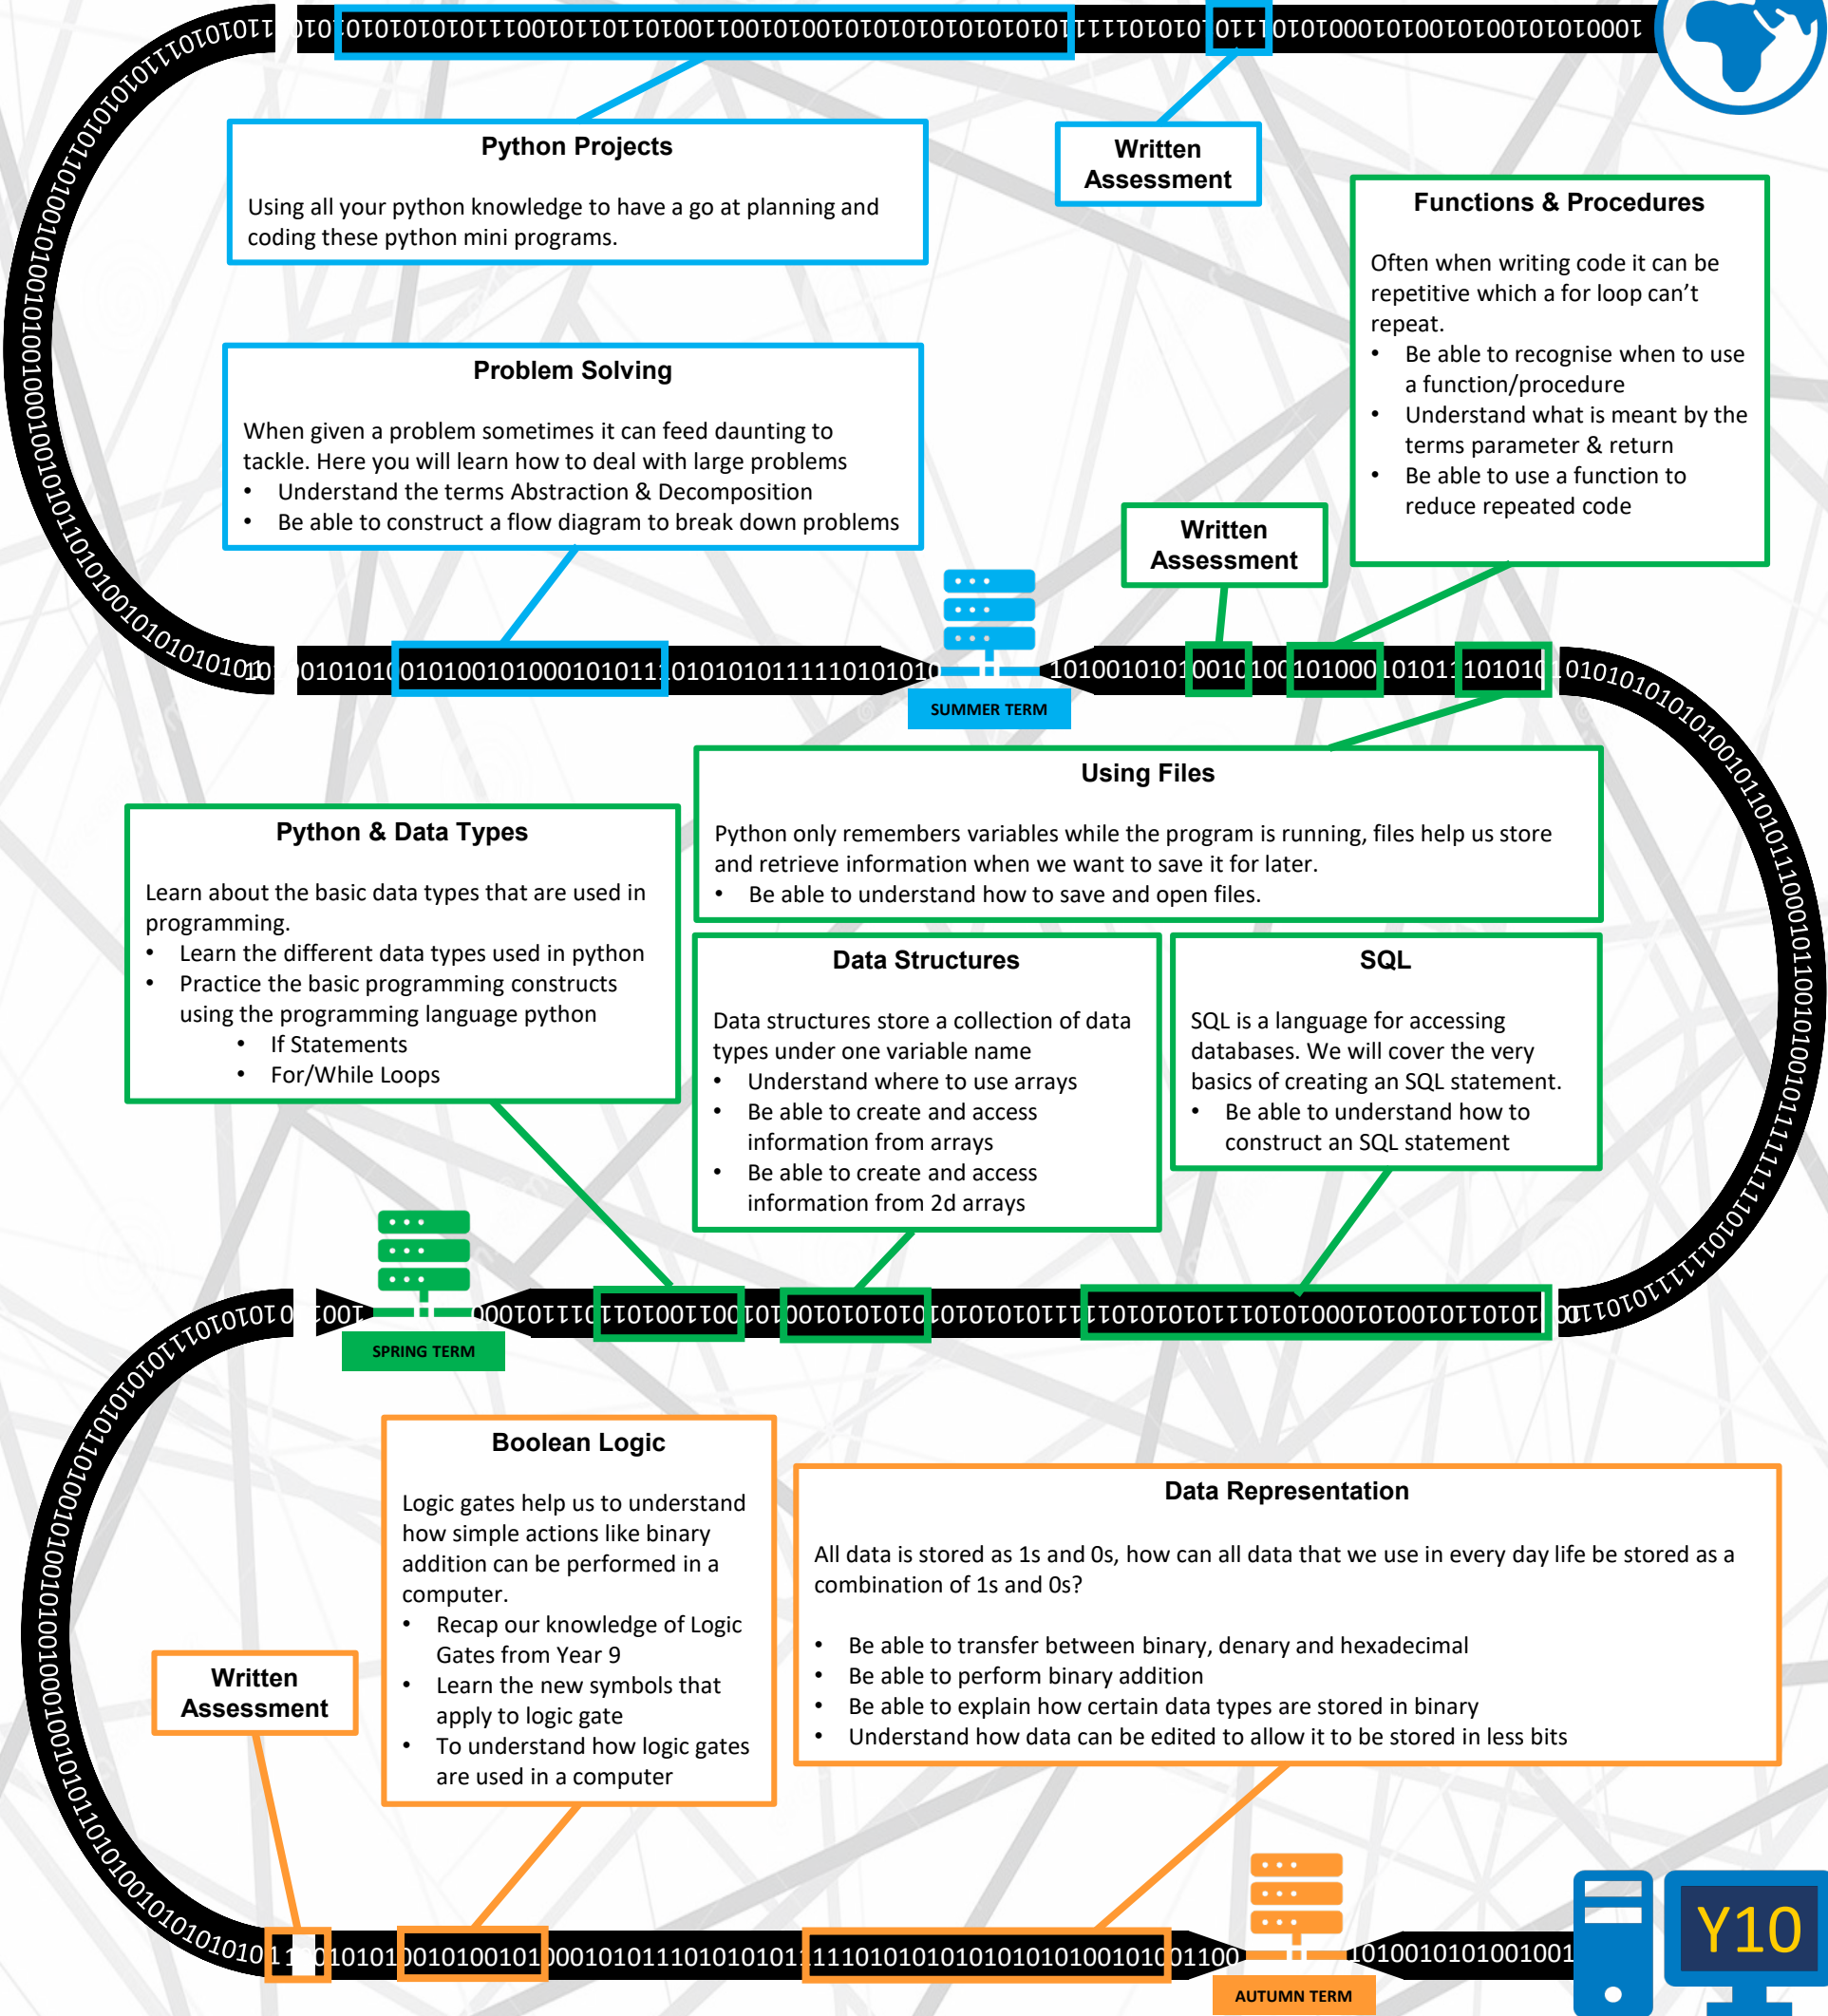 Python Projects
Using all your python knowledge to have a go at planning and
coding these python mini programs.
Written
Assessment
Functions & Procedures
Often when writing code it can be
repetitive which a for loop can't
repeat.
• Be able to recognise when to use
a function/procedure
• Understand what is meant by the
terms parameter & return
• Be able to use a function to
reduce repeated code
Problem Solving
When given a problem sometimes it can feed daunting to
tackle. Here you will learn how to deal with large problems
• Understand the terms Abstraction & Decomposition
• Be able to construct a flow diagram to break down problems
Written
Assessment
SUMMER TERM
Using Files
Python only remembers variables while the program is running, files help us store
and retrieve information when we want to save it for later.
• Be able to understand how to save and open files.
Python & Data Types
Learn about the basic data types that are used in
programming.
• Learn the different data types used in python
• Practice the basic programming constructs
using the programming language python
• If Statements
• For/While Loops
Data Structures
Data structures store a collection of data
types under one variable name
• Understand where to use arrays
• Be able to create and access
information from arrays
• Be able to create and access
information from 2d arrays
SQL
SQL is a language for accessing
databases. We will cover the very
basics of creating an SQL statement.
• Be able to understand how to
construct an SQL statement
SPRING TERM
Boolean Logic
Logic gates help us to understand
how simple actions like binary
addition can be performed in a
computer.
• Recap our knowledge of Logic
Gates from Year 9
• Learn the new symbols that
apply to logic gate
• To understand how logic gates
are used in a computer
Data Representation
All data is stored as 1s and 0s, how can all data that we use in every day life be stored as a
combination of 1s and 0s?
• Be able to transfer between binary, denary and hexadecimal
• Be able to perform binary addition
• Be able to explain how certain data types are stored in binary
• Understand how data can be edited to allow it to be stored in less bits
Written
Assessment
AUTUMN TERM
Y10